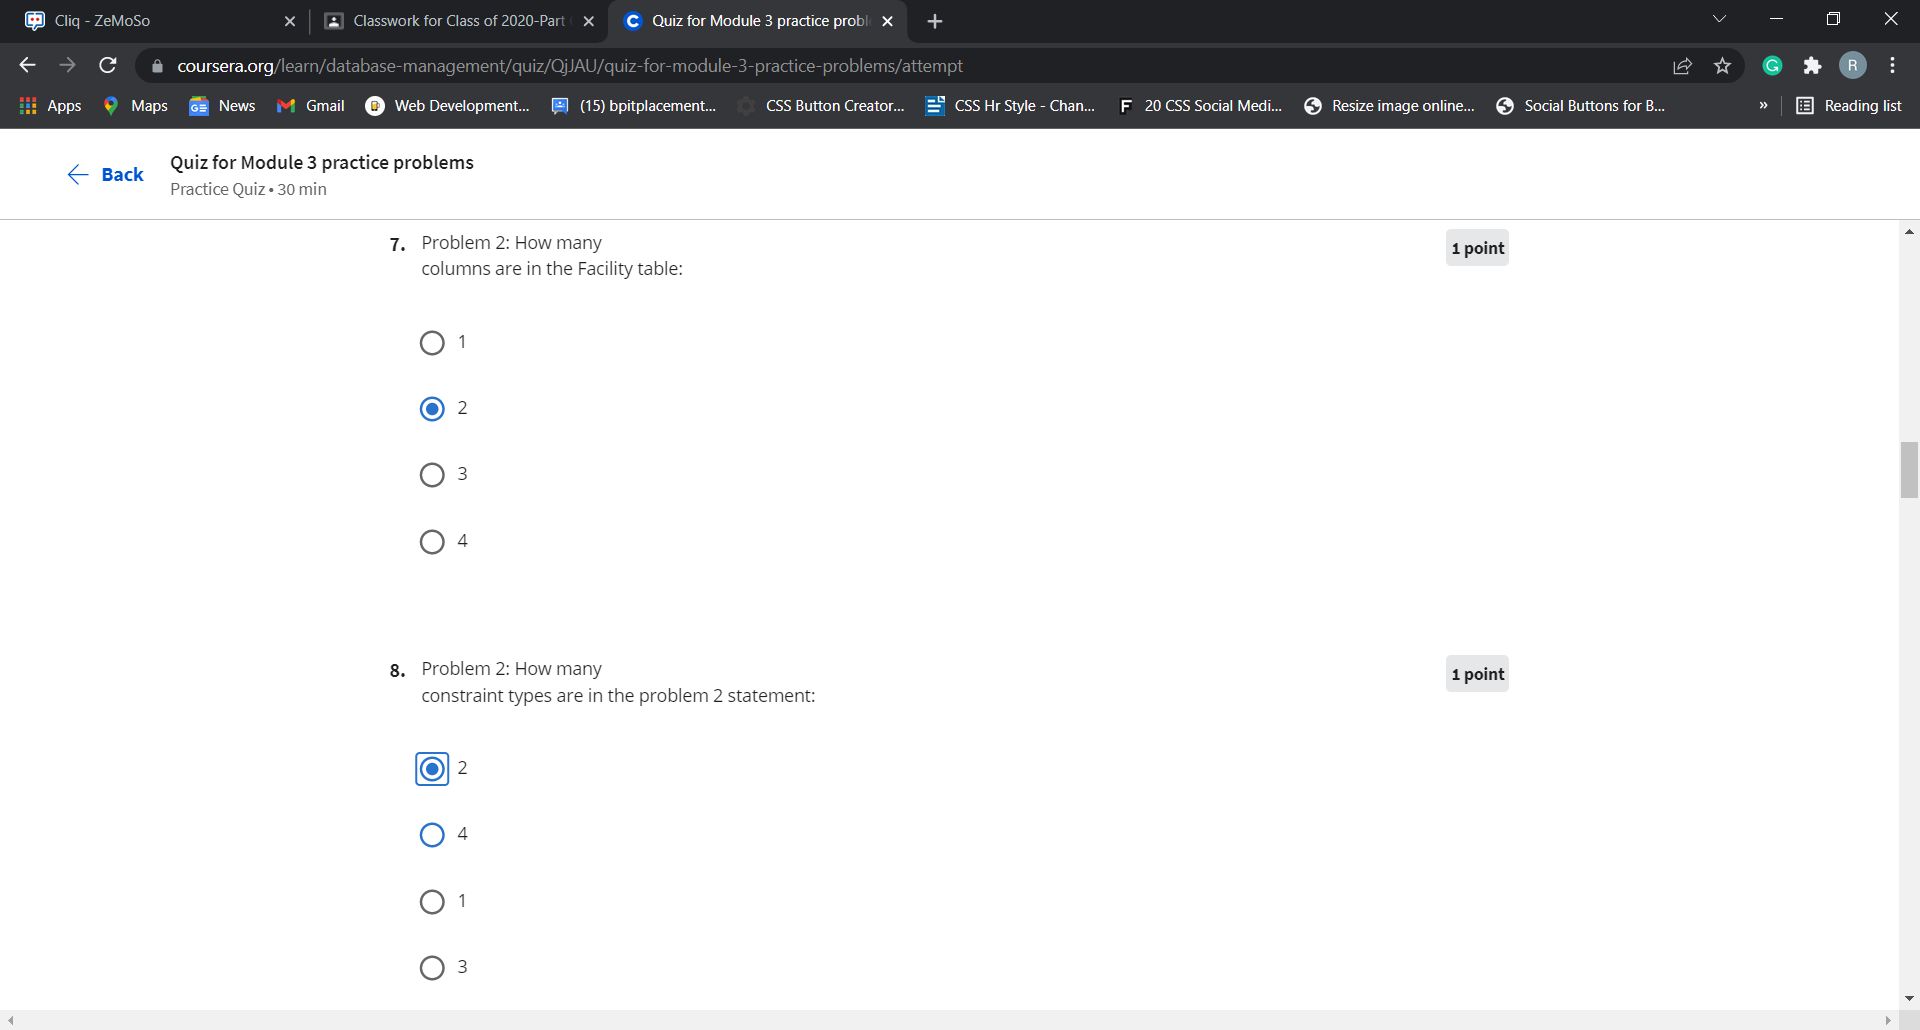 Cliq - ZeMoSo
Classwork for Class of 2020-Part
Quiz for Module 3 practice probl
coursera.org/learn/database-management/quiz/QjJAU/quiz-for-module-3-practice-problems/attempt
G
R
Apps
Maps
News
Gmail
Web Development...
(15) bpitplacement...
CSS Button Creator...
CSS Hr Style - Chan...
20 CSS Social Medi...
Resize image online...
Social Buttons for B...
»
Reading list
Back
Quiz for Module 3 practice problems
Practice Quiz • 30 min
7. Problem 2: How many
columns are in the Facility table:
1 point
1
2
3
4
8. Problem 2: How many
constraint types are in the problem 2 statement:
1 point
2
4
1
3